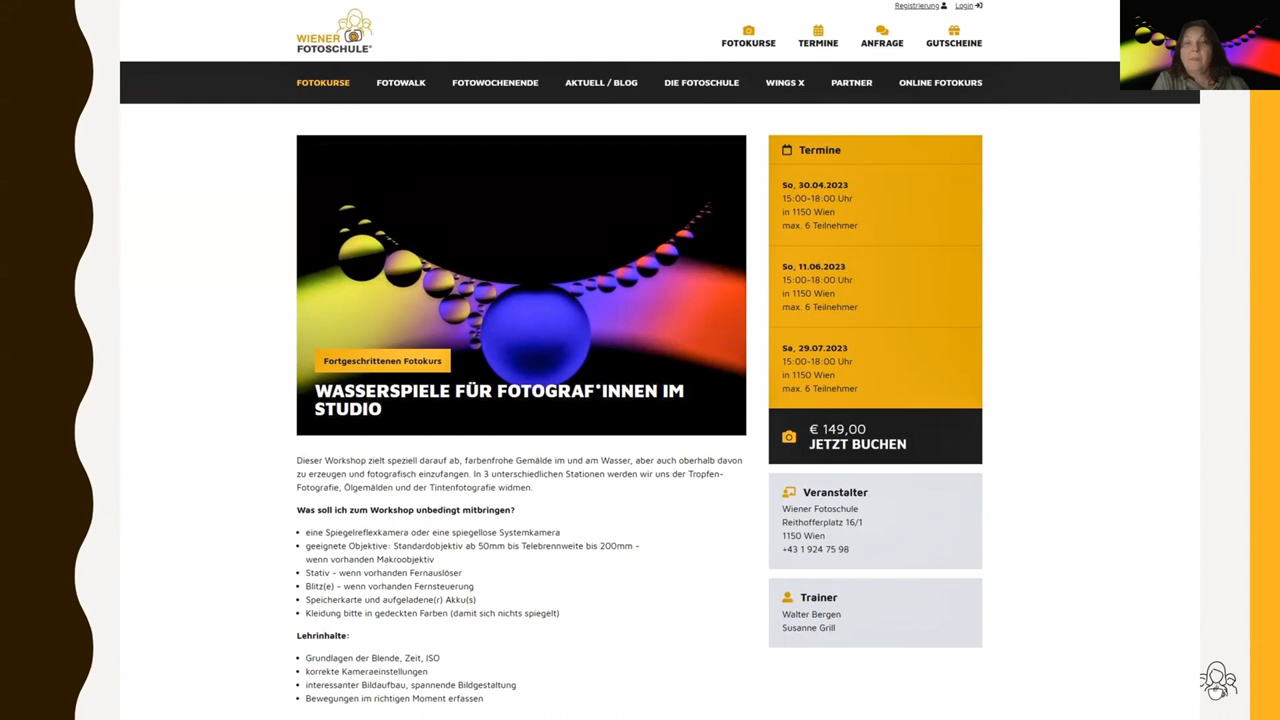 Registrierung
Login
WIENER
FOTOSCHULE®
FOTOKURSE
TERMINE
ANFRAGE
GUTSCHEINE
FOTOKURSE
FOTOWALK
FOTOWOCHENENDE
AKTUELL / BLOG
DIE FOTOSCHULE
WINGS X
PARTNER
ONLINE FOTOKURS
Fortgeschrittenen Fotokurs
WASSERSPIELE FÜR FOTOGRAF*INNEN IM
STUDIO
Dieser Workshop zielt speziell darauf ab, farbenfrohe Gemälde im und am Wasser, aber auch oberhalb davon
zu erzeugen und fotografisch einzufangen. In 3 unterschiedlichen Stationen werden wir uns der Tropfen-
Fotografie, Ölgemälden und der Tintenfotografie widmen.
Was soll ich zum Workshop unbedingt mitbringen?
• eine Spiegelreflexkamera oder eine spiegellose Systemkamera
• geeignete Objektive: Standardobjektiv ab 50mm bis Telebrennweite bis 200mm -
wenn vorhanden Makroobjektiv
• Stativ - wenn vorhanden Fernauslöser
• Blitz(e) - wenn vorhanden Fernsteuerung
• Speicherkarte und aufgeladene(r) Akku(s)
• Kleidung bitte in gedeckten Farben (damit sich nichts spiegelt)
Lehrinhalte:
• Grundlagen der Blende, Zeit, ISO
• korrekte Kameraeinstellungen
• interessanter Bildaufbau, spannende Bildgestaltung
• Bewegungen im richtigen Moment erfassen
Termine
So, 30.04.2023
15:00-18:00 Uhr
in 1150 Wien
max. 6 Teilnehmer
So, 11.06.2023
15:00-18:00 Uhr
in 1150 Wien
max. 6 Teilnehmer
Sa, 29.07.2023
15:00-18:00 Uhr
in 1150 Wien
max. 6 Teilnehmer
€ 149,00
JETZT BUCHEN
Veranstalter
Wiener Fotoschule
Reithofferplatz 16/1
1150 Wien
+43 1 924 75 98
Trainer
Walter Bergen
Susanne Grill